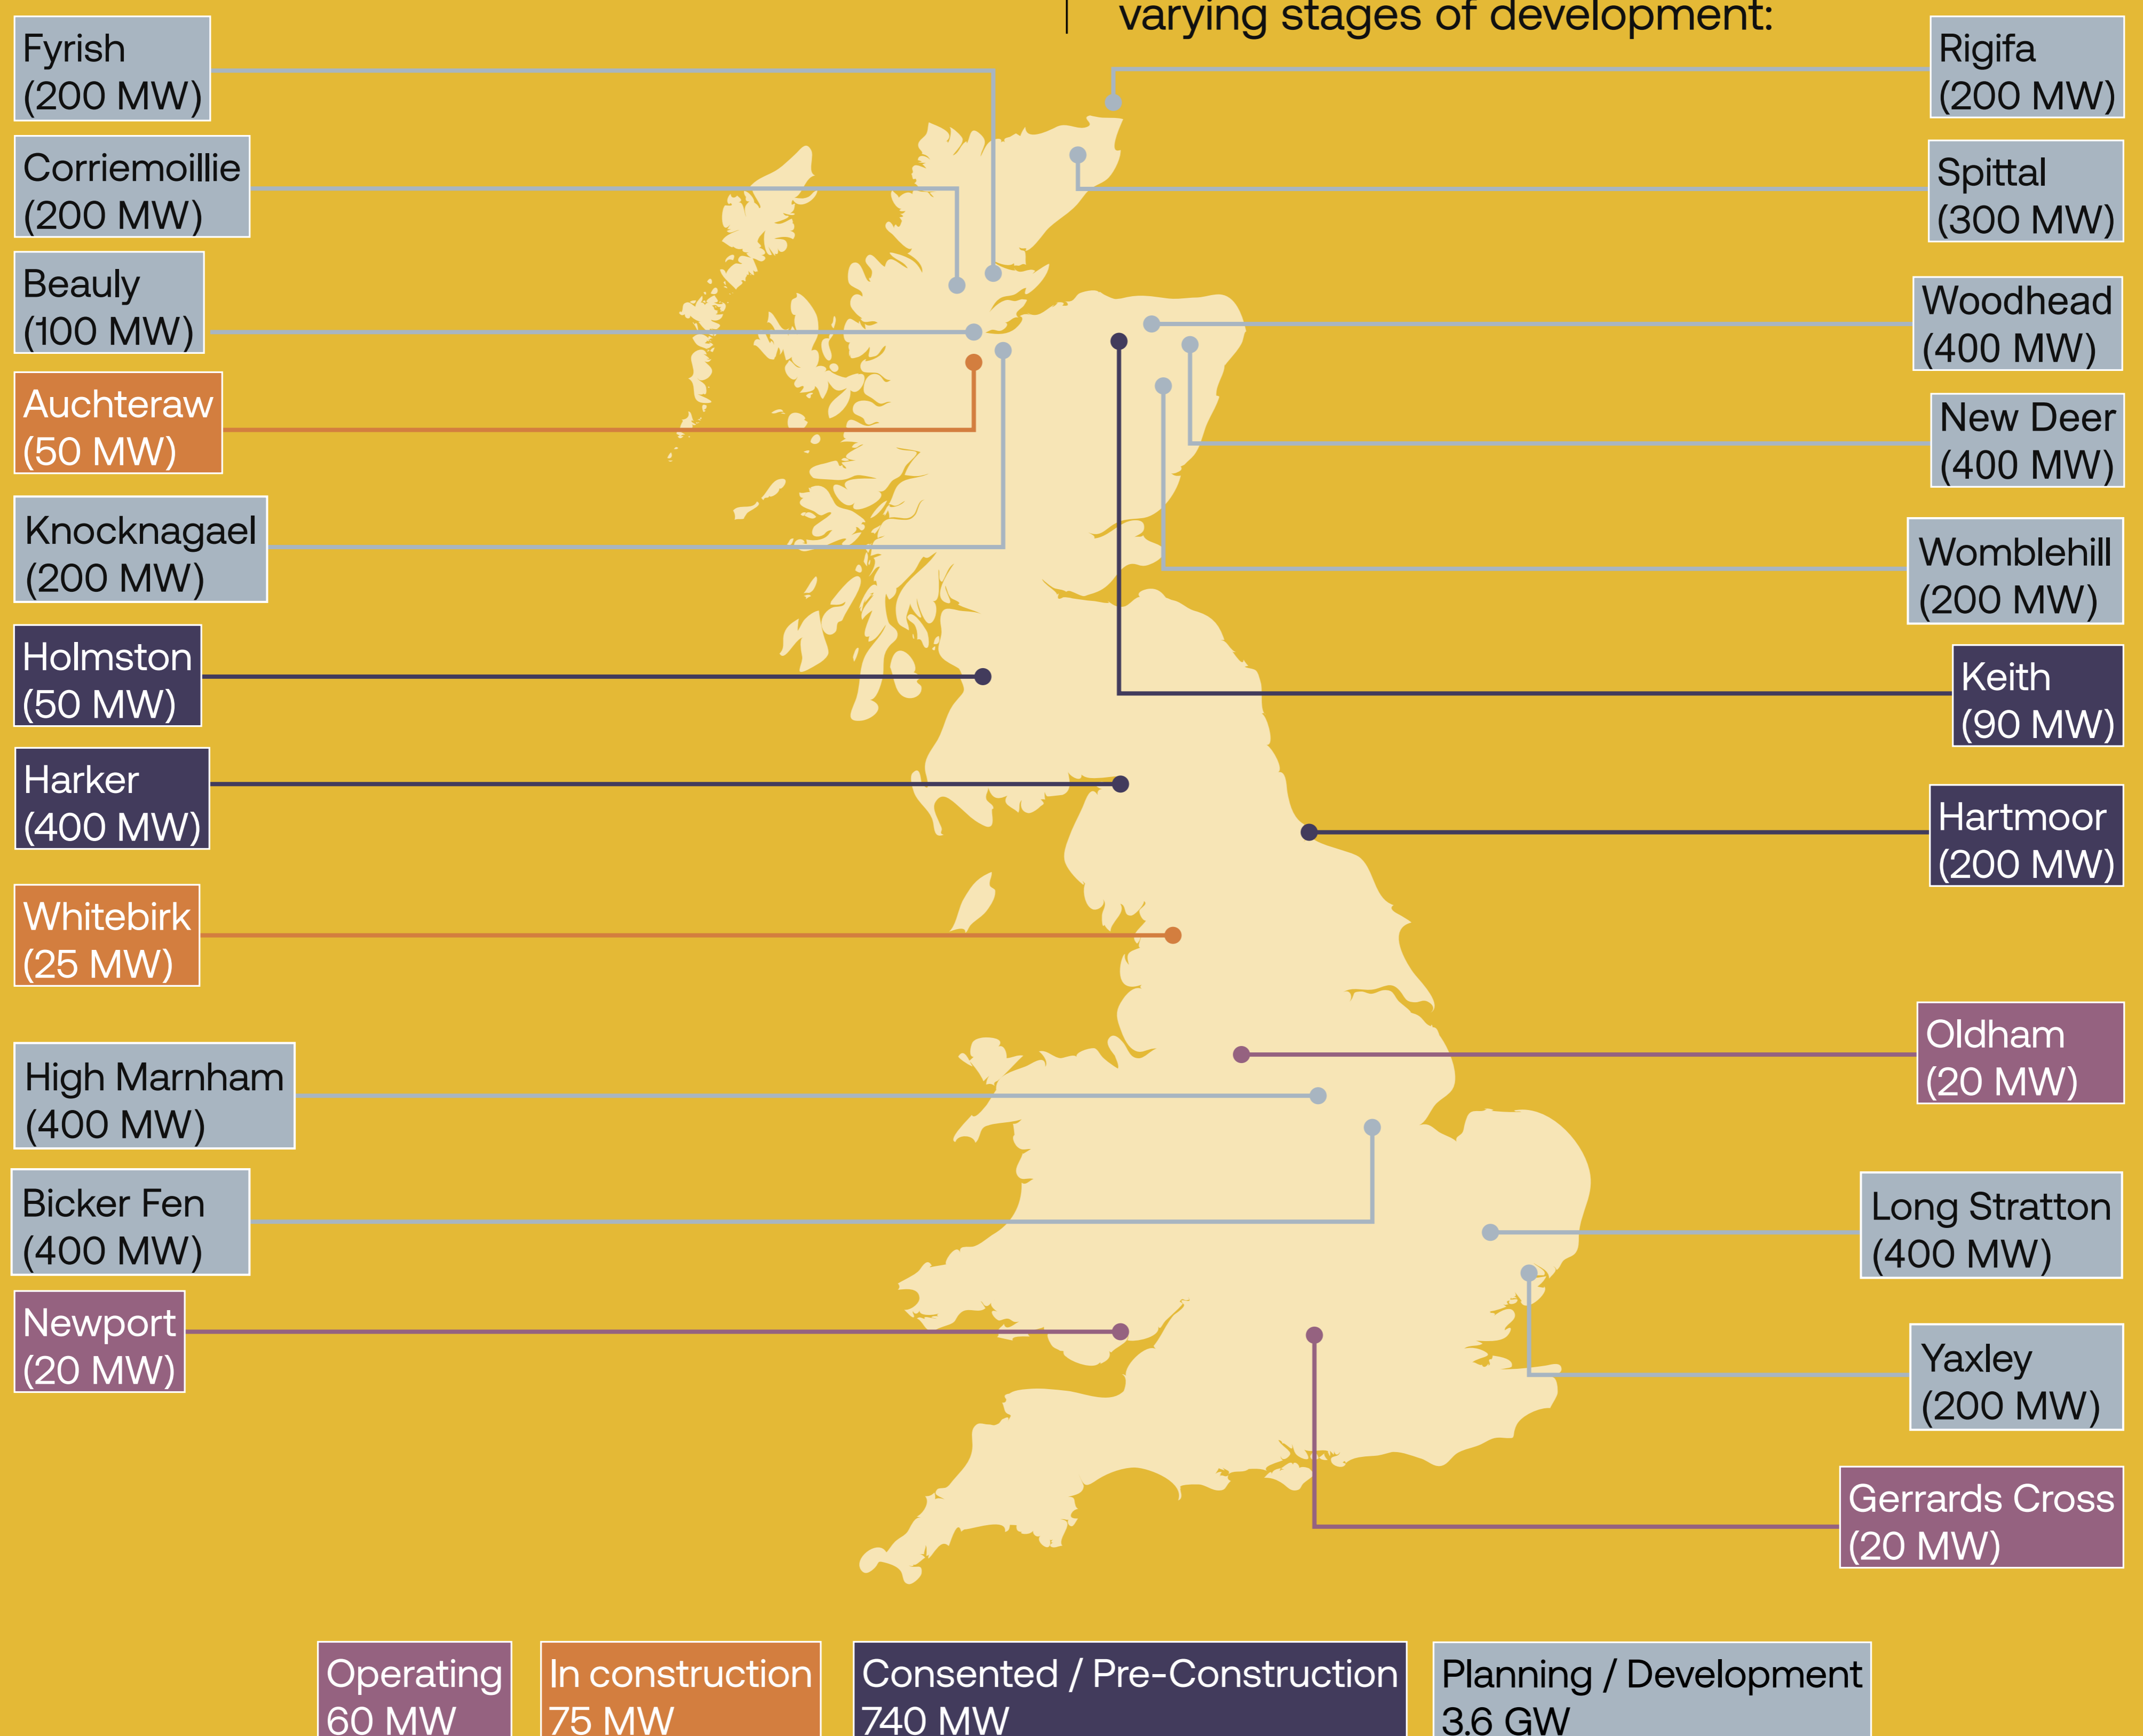 varying stages of development:
Fyrish
(200 MW)
Corriemoillie
(200 MW)
Beauly
(100 MW)
Auchteraw
(50 MW)
Knocknagael
(200 MW)
Holmston
(50 MW)
Harker
(400 MW)
Whitebirk
(25 MW)
High Marnham
(400 MW)
Bicker Fen
(400 MW)
Newport
(20 MW)
Rigifa
(200 MW)
Spittal
(300 MW)
Woodhead
(400 MW)
New Deer
(400 MW)
Womblehill
(200 MW)
Keith
(90 MW)
Hartmoor
(200 MW)
Oldham
(20 MW)
Long Stratton
(400 MW)
Yaxley
(200 MW)
Gerrards Cross
(20 MW)
Operating
60 MW
In construction
75 MW
Consented / Pre-Construction
740 MW
Planning / Development
3.6 GW